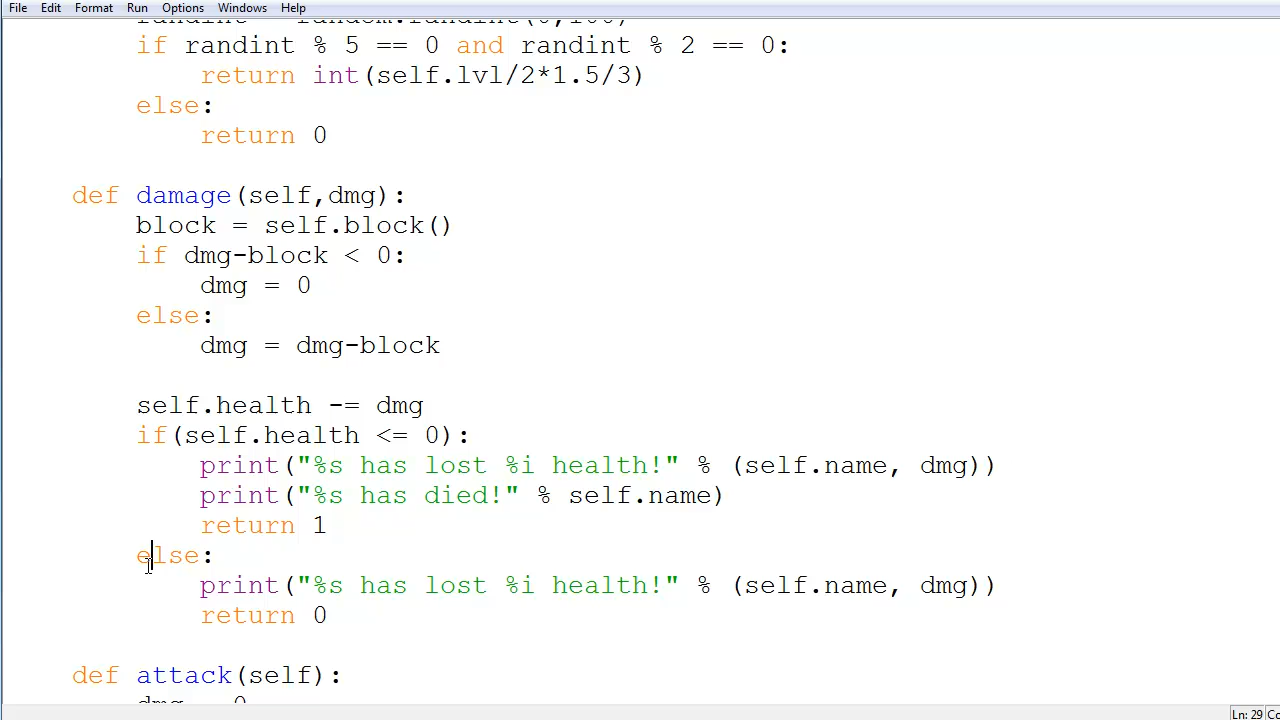 File Edit Format Run Options Windows Help
if randint % 5 == 0 and randint % 2 == 0:
return int(self.lvl/2*1.5/3)
else:
return 0
def damage(self,dmg):
block = self.block()
if dmg-block < 0:
dmg = 0
else:
dmg = dmg-block
self.health -= dmg
if(self.health <= 0):
print("%s has lost %i health!" % (self.name, dmg))
print("%s has died!" % self.name)
return 1
else:
print("%s has lost %i health!" % (self.name, dmg))
return 0
def attack(self):
Ln: 29